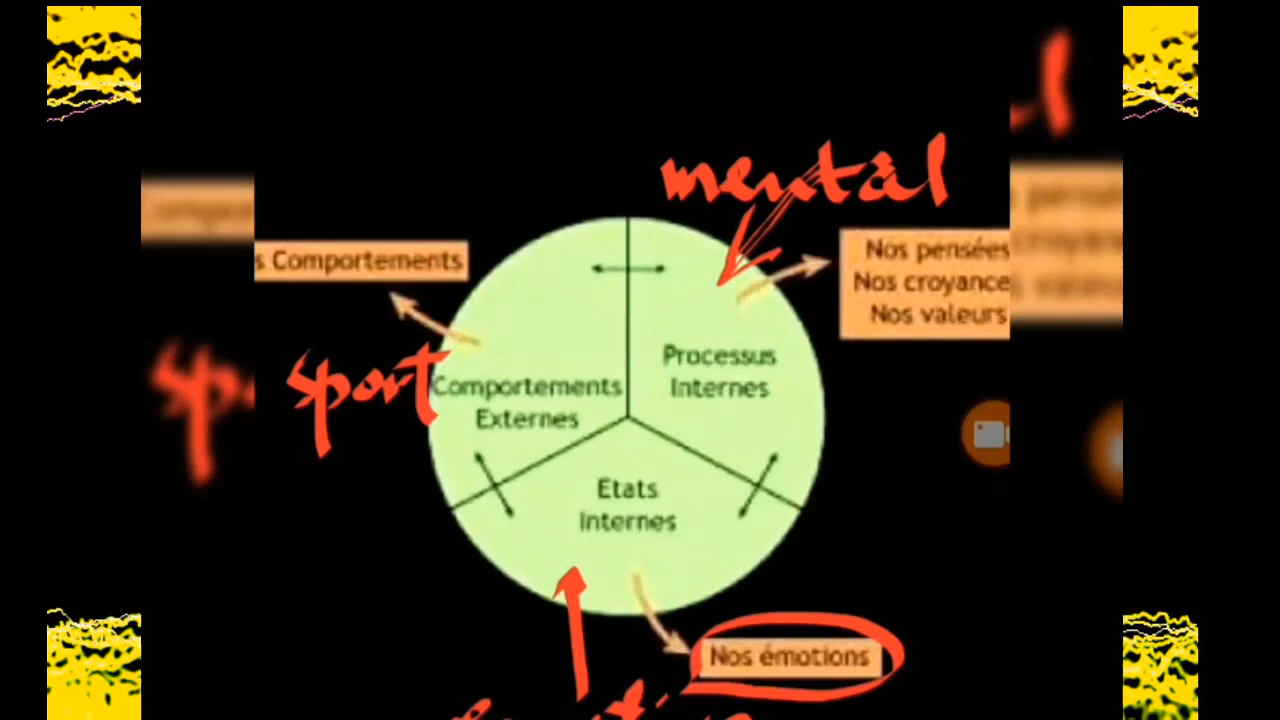 mental
Nos pensées
s Comportements
Nos croyance
Nos valeurs
Processus
Internes
sport
Comportements
Externes
Etats
Internes
Nos émotions